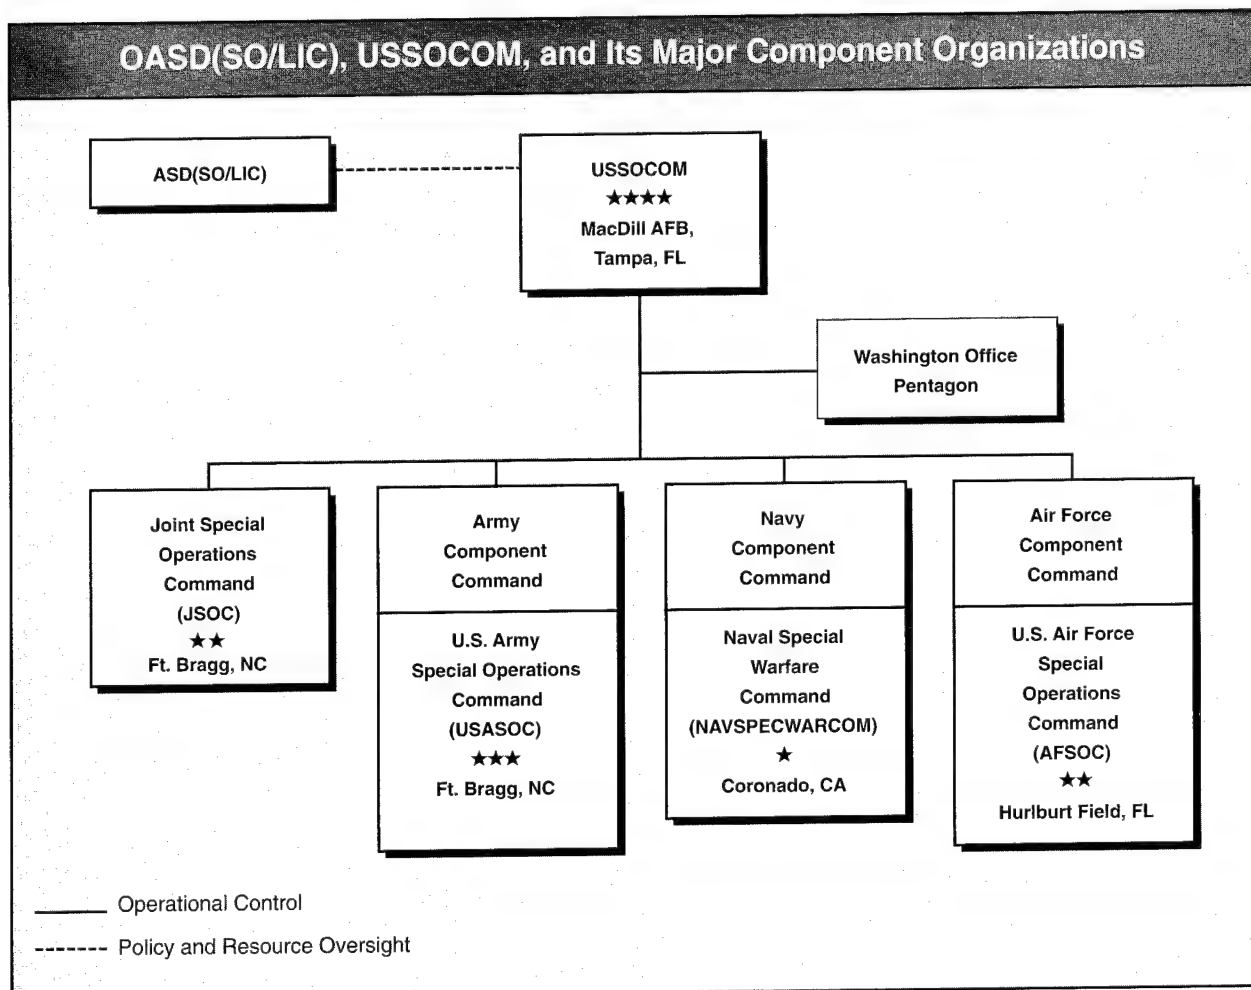 OASD(SO/LIC), USSOCOM, and Its Major Component Organizations
ASD(SO/LIC)
USSOCOM
★★★★
MacDill AFB,
Tampa, FL
Washington Office
Pentagon
Joint Special
Operations
Command
(JSOC)
★★
Ft. Bragg, NC
Army
Component
Command
U.S. Army
Special Operations
Command
(USASOC)
★★★
Ft. Bragg, NC
Navy
Component
Command
Naval Special
Warfare
Command
(NAVSPECWARCOM)
★
Coronado, CA
Air Force
Component
Command
U.S. Air Force
Special
Operations
Command
(AFSOC)
★★
Hurlburt Field, FL
Operational Control
Policy and Resource Oversight